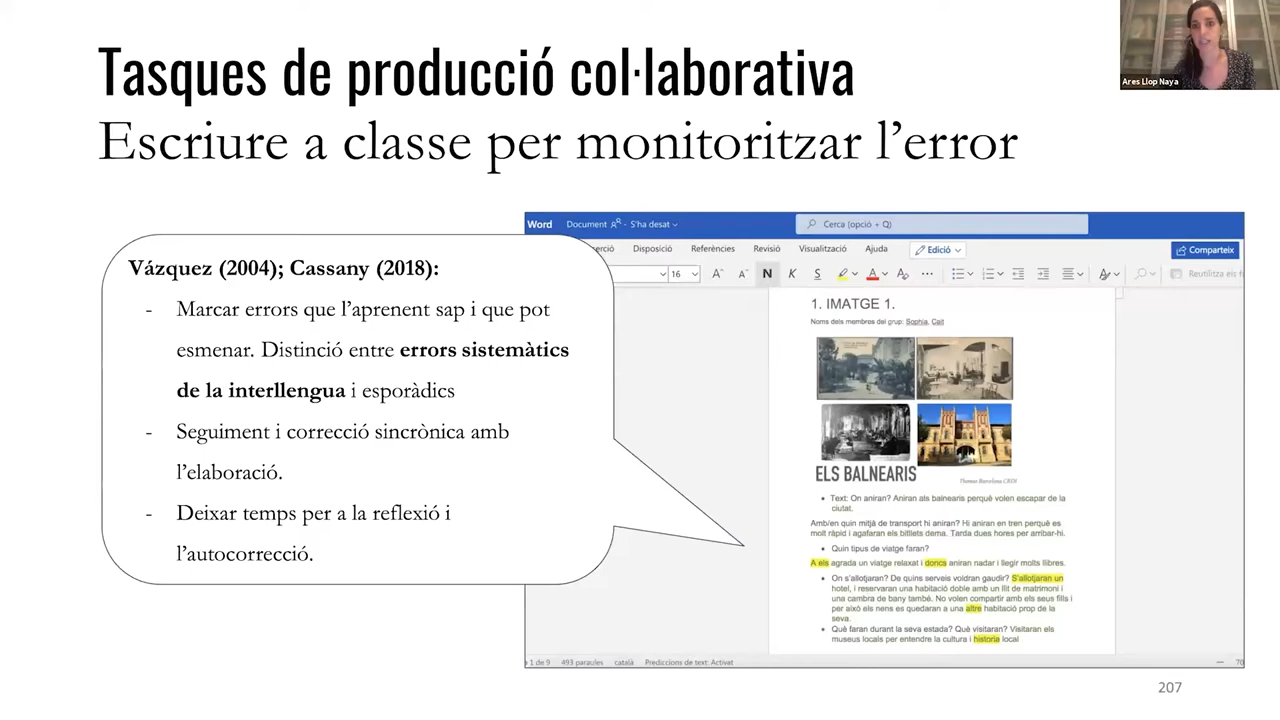 Tasques de producció col·laborativa
Escriure a classe per monitoritzar l'error
Ares Llop Naya
Vázquez (2004); Cassany (2018):
- Marcar errors que l'aprenent sap i que pot
esmenar. Distinció entre errors sistemàtics
de la interllengua i esporàdics
- Seguiment i correcció sincrònica amb
l'elaboració.
- Deixar temps per a la reflexió i
l'autocorrecció.
Word Document - S'ha desat Cerca (opció + Q)
Disposició Referències Revisió Visualització Ajuda Edició Comparteix
16 A A N K S A Reutilitza els
1. IMATGE 1.
Noms dels membres del grup: Sophia, Cait
ELS BALNEARIS
• Text: On aniran? Aniran als balnearis perquè volen escapar de la
ciutat.
Amb/en quin mitjà de transport hi aniran? Hi aniran en tren perquè es
molt ràpid i agafaran els bitllets dema. Tarda dues hores per arribar-hi.
• Quin tipus de viatge faran?
A els agrada un viatge relaxat i doncs aniran nadar i llegir molts llibres.
• On s'allotjaran? De quins serveis voldran gaudir? S'allotjaran un
hotel, i reservaran una habitació doble amb un llit de matrimoni i
una cambra de bany també. No volen compartir amb els seus fills i
per això els nens es quedaran a una altre habitació prop de la
seva.
• Què faran durant la seva estada? Què visitaran? Visitaran els
museus locals per entendre la cultura i historia local
1 de 9 493 paraules català Prediccions de text: Activat
207